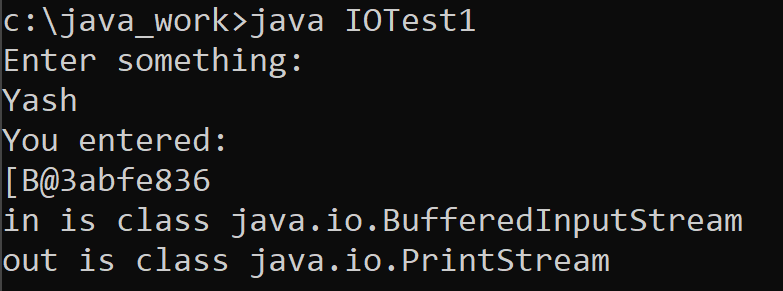 c:\java_work>java IOTest1
Enter something:
Yash
You entered:
[B@3abfe836
in is class java.io.BufferedInputStream
out is class java.io.PrintStream